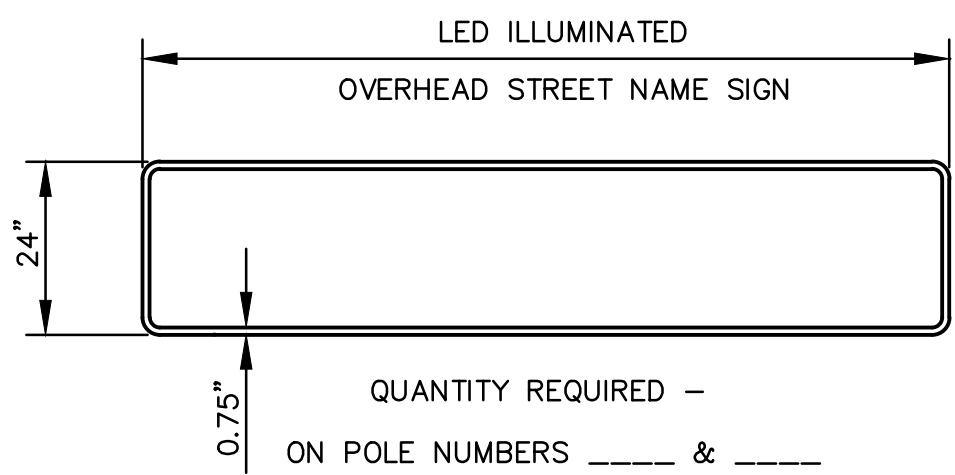 LED ILLUMINATED
OVERHEAD STREET NAME SIGN
24"
0.75"
QUANTITY REQUIRED –
ON POLE NUMBERS ____ & ____